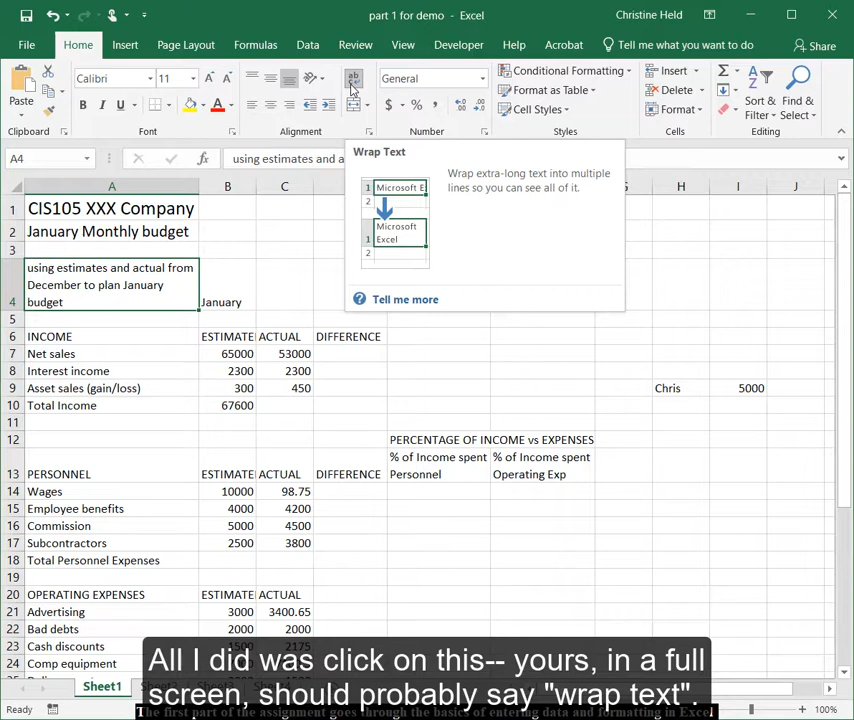 part 1 for demo - Excel
Christine Held
File Home Insert Page Layout Formulas Data Review View Developer Help Acrobat Tell me what you want to do Share
Paste
Calibri 11
B I U A
General
$ % ,
Conditional Formatting
Format as Table
Cell Styles
Insert
Delete
Format
Sort & Filter
Find & Select
Clipboard Font Alignment Number Styles Cells Editing
A4 fx using estimates and a
Wrap Text
Wrap extra-long text into multiple
lines so you can see all of it.
1 Microsoft E
2
Microsoft
1 Excel
2
Tell me more
A B C G H I J
1 CIS105 XXX Company
2 January Monthly budget
3
using estimates and actual from
December to plan January
4 budget January
5
6 INCOME ESTIMATE ACTUAL DIFFERENCE
7 Net sales 65000 53000
8 Interest income 2300 2300
9 Asset sales (gain/loss) 300 450 Chris 5000
10 Total Income 67600
11
12 PERCENTAGE OF INCOME vs EXPENSES
% of Income spent % of Income spent
13 PERSONNEL ESTIMATE ACTUAL DIFFERENCE Personnel Operating Exp
14 Wages 10000 98.75
15 Employee benefits 4000 4200
16 Commission 5000 4500
17 Subcontractors 2500 3800
18 Total Personnel Expenses
19
20 OPERATING EXPENSES ESTIMATE ACTUAL
21 Advertising 3000 3400.65
22 Bad debts 2000 2000
23 Cash discounts 1500 2175
24 Comp equipment
All I did was click on this-- yours, in a full
screen, should probably say "wrap text".
Sheet1 Sheet2 Sheet3
100%
The first part of the assignment goes through the basics of entering data and formatting in Excel